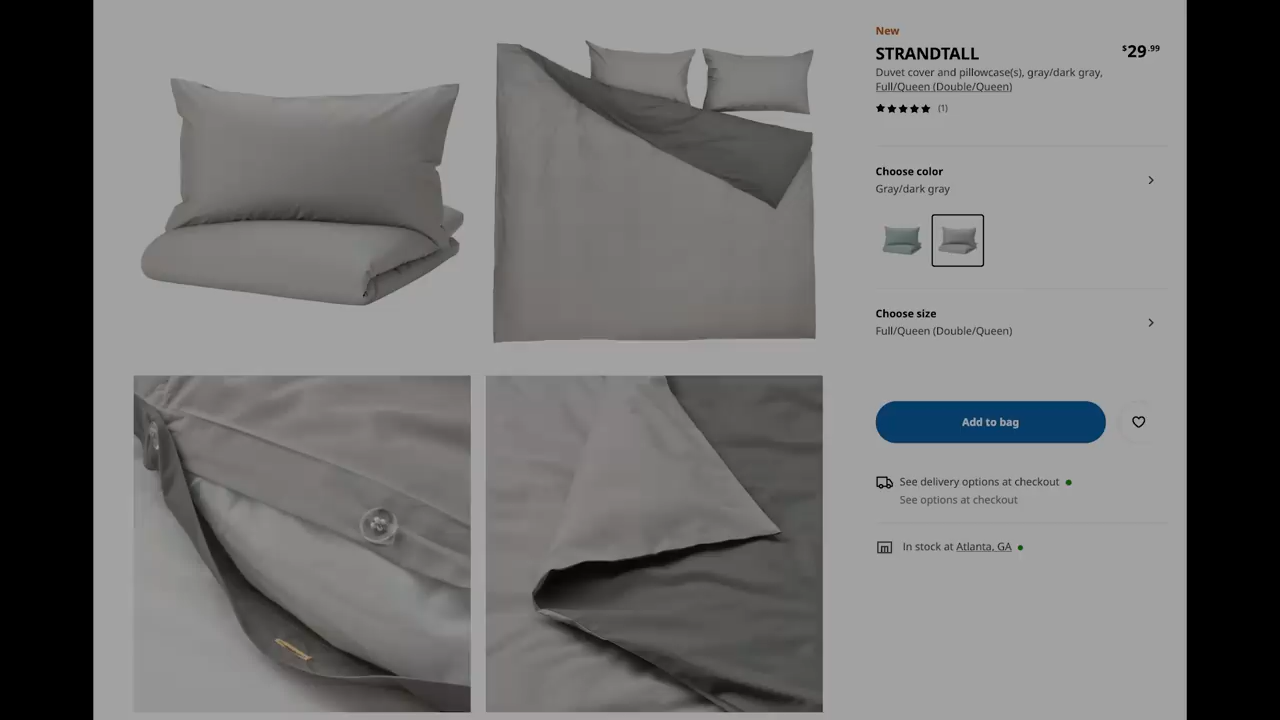 New
STRANDTALL
$29.99
Duvet cover and pillowcase(s), gray/dark gray,
Full/Queen (Double/Queen)
(1)
Choose color
Gray/dark gray
Choose size
Full/Queen (Double/Queen)
Add to bag
See delivery options at checkout
See options at checkout
In stock at Atlanta, GA